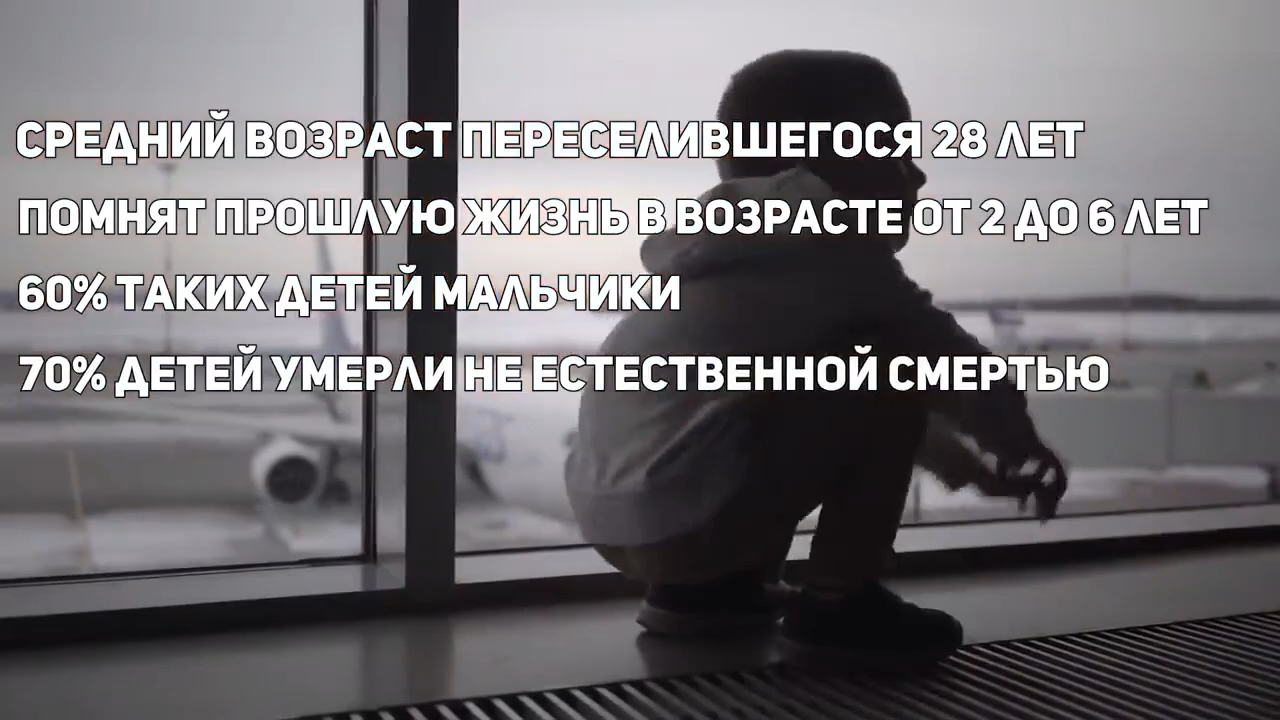 СРЕДНИЙ ВОЗРАСТ ПЕРЕСЕЛИВШЕГОСЯ 28 ЛЕТ
ПОМНЯТ ПРОШЛУЮ ЖИЗНЬ В ВОЗРАСТЕ ОТ 2 ДО 6 ЛЕТ
60% ТАКИХ ДЕТЕЙ МАЛЬЧИКИ
70% ДЕТЕЙ УМЕРЛИ НЕ ЕСТЕСТВЕННОЙ СМЕРТЬЮ